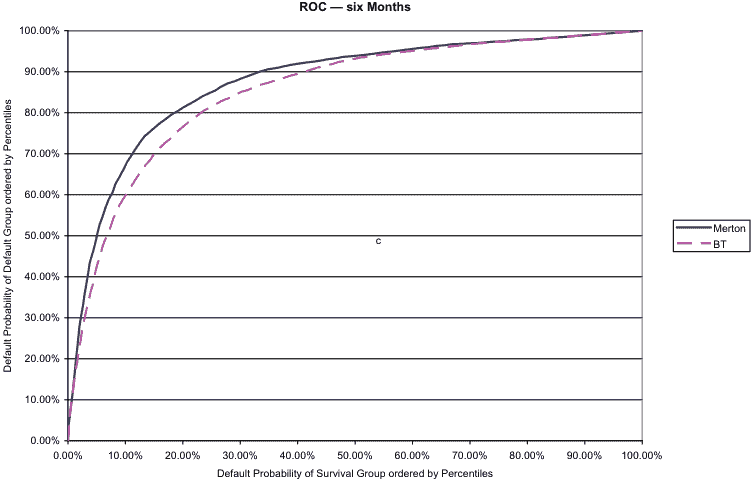 ROC — six Months
Default Probability of Default Group ordered by Percentiles
100.00%
90.00%
80.00%
70.00%
60.00%
50.00%
40.00%
30.00%
20.00%
10.00%
0.00%
c
Merton
BT
0.00% 10.00% 20.00% 30.00% 40.00% 50.00% 60.00% 70.00% 80.00% 90.00% 100.00%
Default Probability of Survival Group ordered by Percentiles